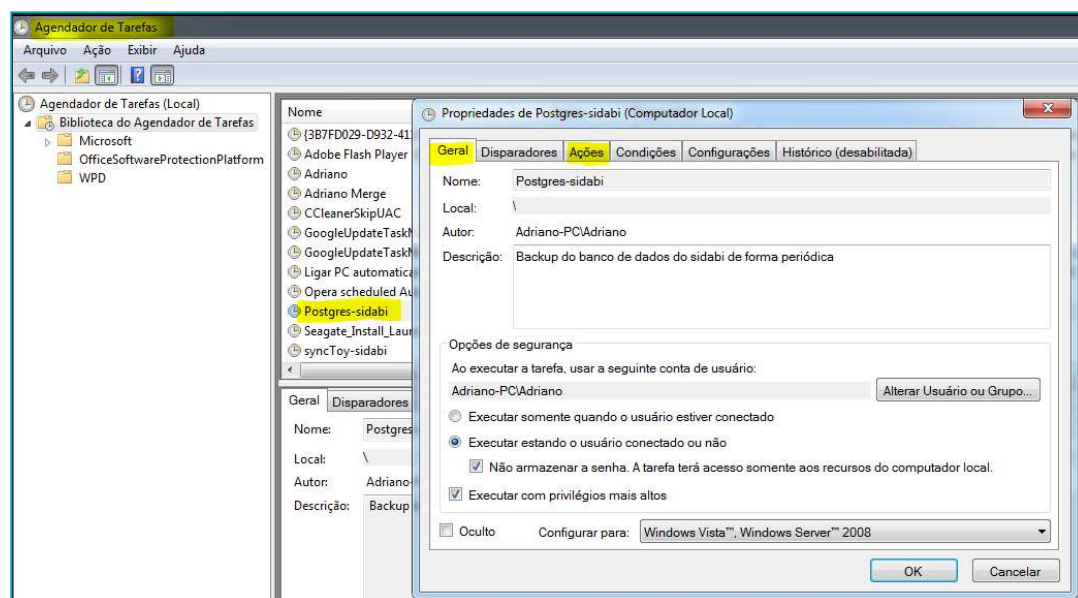 Agendador de Tarefas
Arquivo Ação Exibir Ajuda
Agendador de Tarefas (Local)
Biblioteca do Agendador de Tarefas
Microsoft
OfficeSoftwareProtectionPlatform
WPD
Nome
{3B7FD029-D932-41
Adobe Flash Player
Adriano
Adriano Merge
CCleanerSkipUAC
GoogleUpdateTask
GoogleUpdateTask
Ligar PC automatica
Opera scheduled Au
Postgres-sidabi
Seagate_Install_Laun
syncToy-sidabi
Geral Disparadores
Nome: Postgres
Local: \
Autor: Adriano-
Descrição: Backup
Propriedades de Postgres-sidabi (Computador Local)
Geral Disparadores Ações Condições Configurações Histórico (desabilitada)
Nome: Postgres-sidabi
Local: \
Autor: Adriano-PC\Adriano
Descrição: Backup do banco de dados do sidabi de forma periódica
Opções de segurança
Ao executar a tarefa, usar a seguinte conta de usuário:
Adriano-PC\Adriano Alterar Usuário ou Grupo...
Executar somente quando o usuário estiver conectado
Executar estando o usuário conectado ou não
Não armazenar a senha. A tarefa terá acesso somente aos recursos do computador local.
Executar com privilégios mais altos
Oculto Configurar para: Windows Vista™, Windows Server™ 2008
OK Cancelar